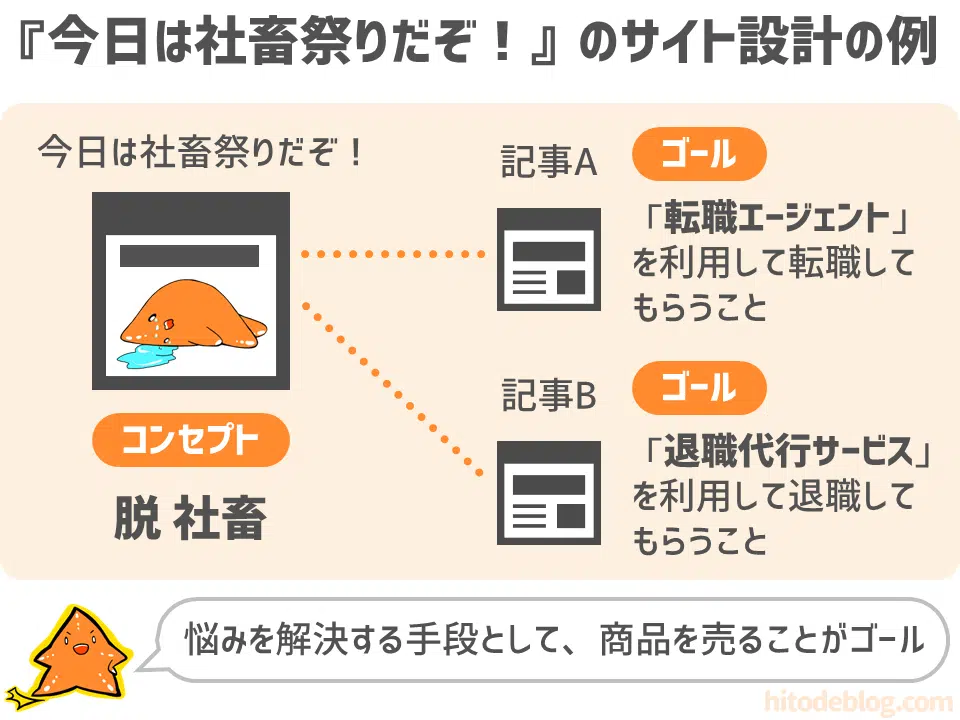 『今日は社畜祭りだぞ！』のサイト設計の例
今日は社畜祭りだぞ！
コンセプト
脱 社畜
記事A
ゴール
「転職エージェント」
を利用して転職して
もらうこと
記事B
ゴール
「退職代行サービス」
を利用して退職して
もらうこと
悩みを解決する手段として、商品を売ることがゴール
hitodeblog.com